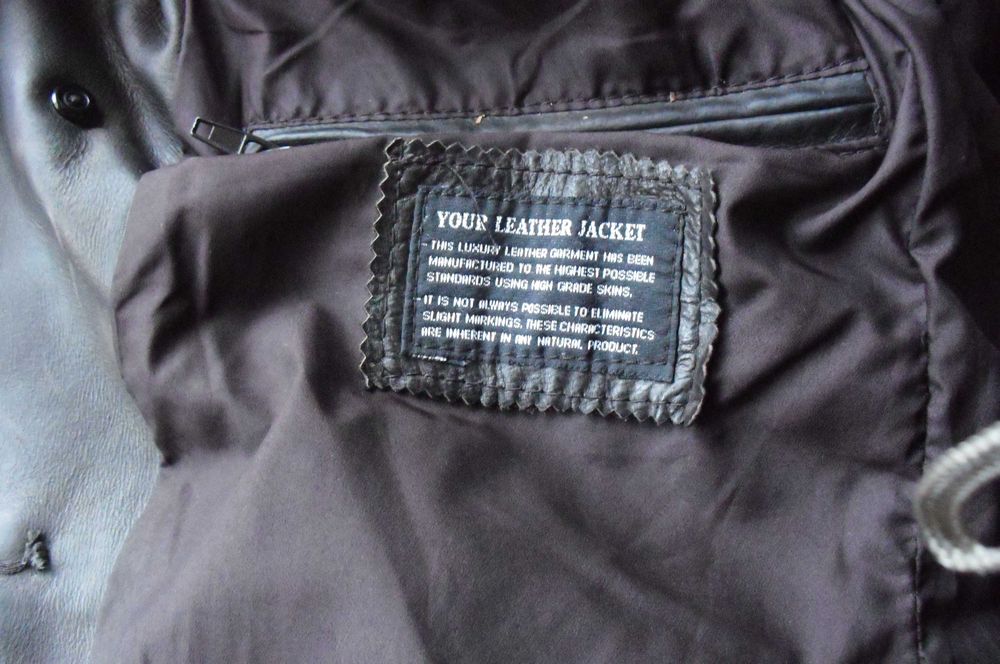 YOUR LEATHER JACKET
- THIS LUXURY LEATHER GARMENT HAS BEEN
MANUFACTURED TO THE HIGHEST POSSIBLE
STANDARDS USING HIGH GRADE SKINS.
- IT IS NOT ALWAYS POSSIBLE TO ELIMINATE
SLIGHT MARKINGS. THESE CHARACTERISTICS
ARE INHERENT IN ANY NATURAL PRODUCT.